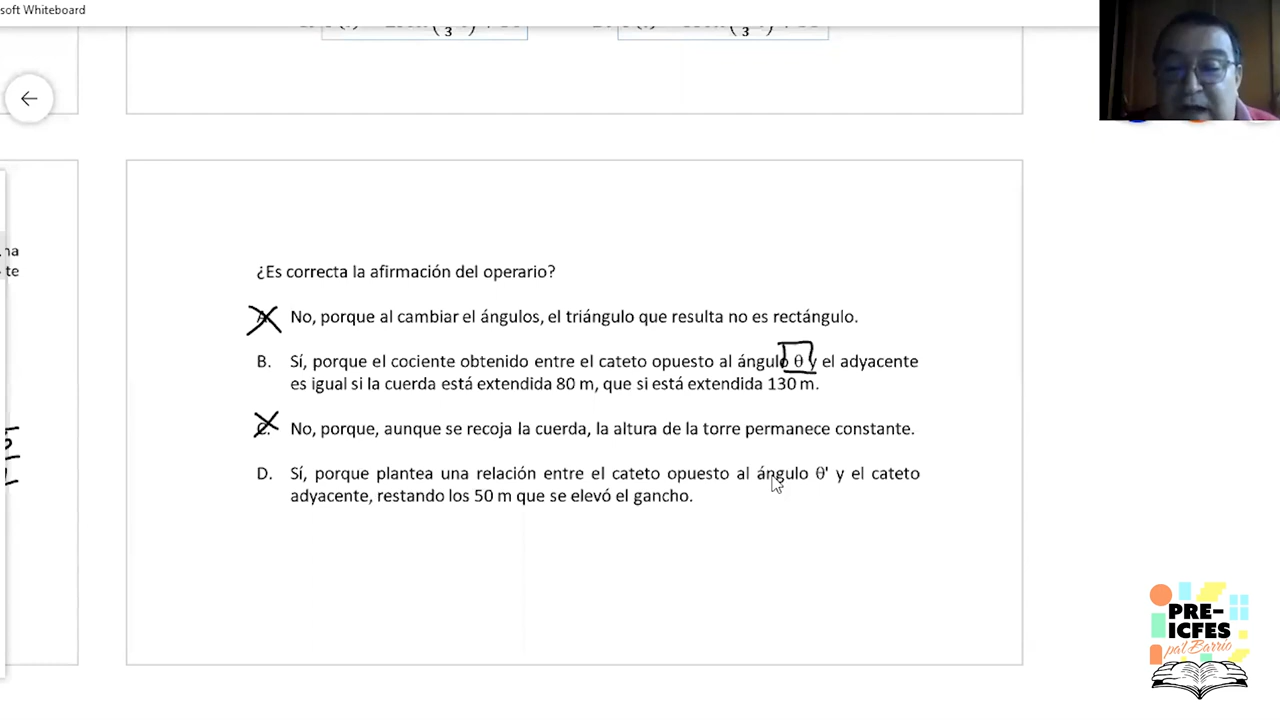 soft Whiteboard
na
te
¿Es correcta la afirmación del operario?
A. No, porque al cambiar el ángulos, el triángulo que resulta no es rectángulo.
B. Sí, porque el cociente obtenido entre el cateto opuesto al ángulo θ y el adyacente
es igual si la cuerda está extendida 80 m, que si está extendida 130 m.
C. No, porque, aunque se recoja la cuerda, la altura de la torre permanece constante.
D. Sí, porque plantea una relación entre el cateto opuesto al ángulo θ' y el cateto
adyacente, restando los 50 m que se elevó el gancho.
PRE-
ICFES
pa'l Barrio